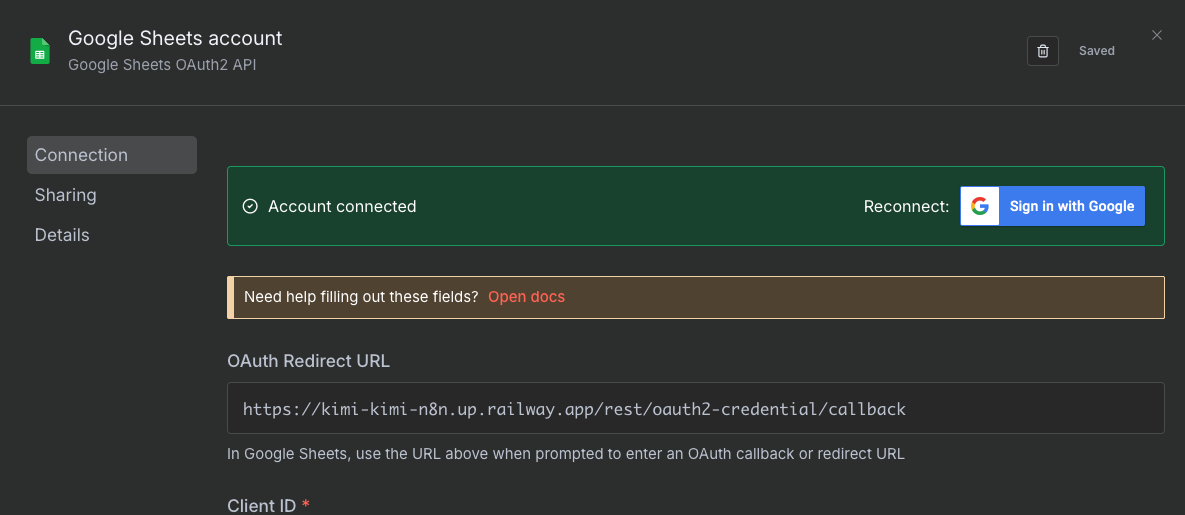 Google Sheets account
Google Sheets OAuth2 API
Saved
Connection
Sharing
Details
Account connected
Reconnect:
Sign in with Google
Need help filling out these fields? Open docs
OAuth Redirect URL
https://kimi-kimi-n8n.up.railway.app/rest/oauth2-credential/callback
In Google Sheets, use the URL above when prompted to enter an OAuth callback or redirect URL
Client ID *